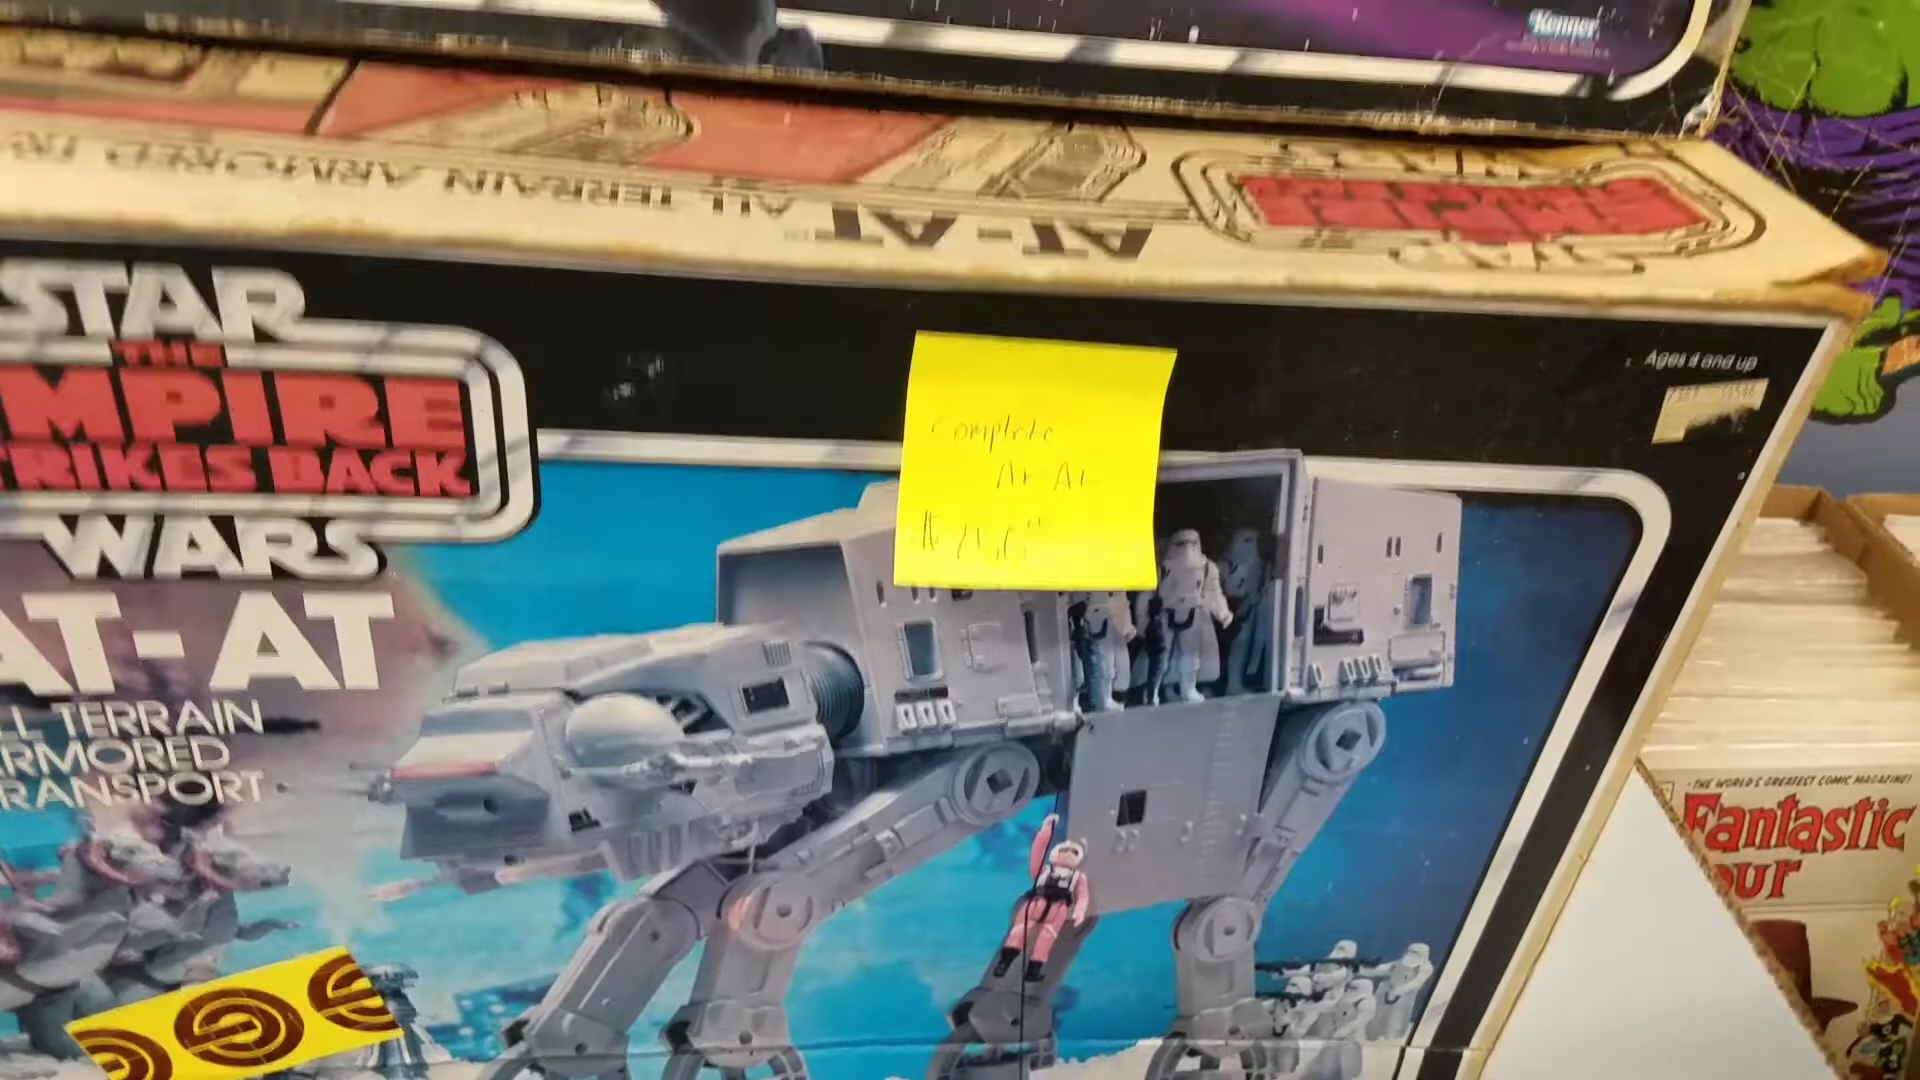 Kenner
AT-AT ALL TERRAIN ARMORED
STAR
THE
EMPIRE
STRIKES BACK
WARS
AT-AT
ALL TERRAIN
ARMORED
TRANSPORT
Complete
At-At
Ages 4 and up
THE WORLD'S GREATEST COMIC MAGAZINE!
Fantastic
Four